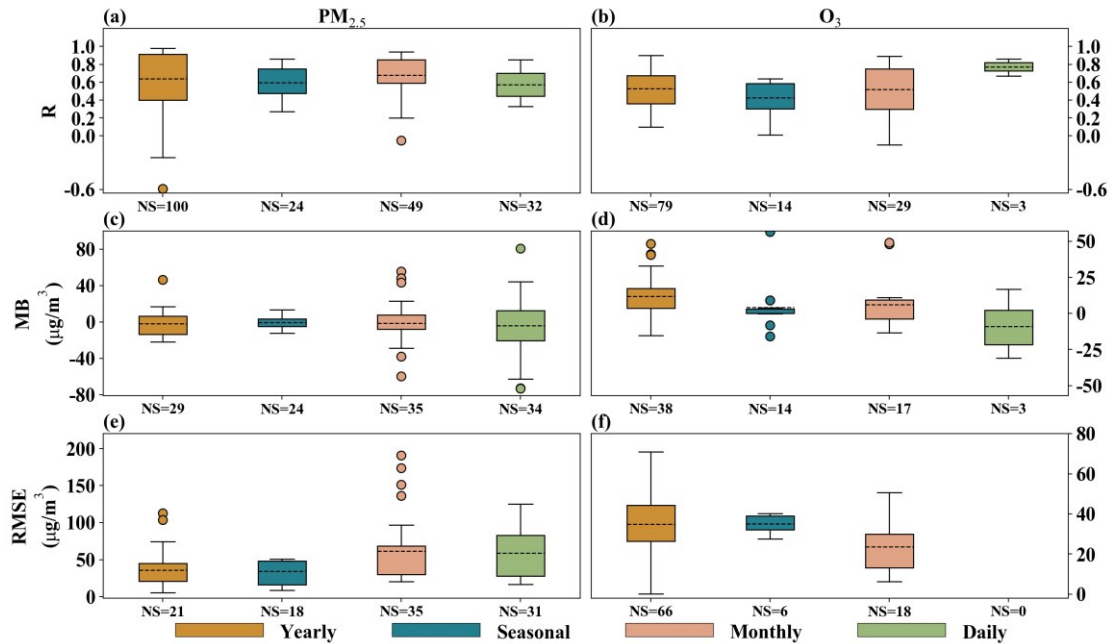 (a) PM2.5 (b) O3
1.0 1.0
0.8 0.8
0.6 0.6
0.4 0.4
0.2 0.2
0.0 0.0
-0.6 -0.6
R
NS=100 NS=24 NS=49 NS=32 NS=79 NS=14 NS=29 NS=3
(c) (d)
80 50
40 25
0 0
-40 -25
-80 -50
MB
(μg/m3)
NS=29 NS=24 NS=35 NS=34 NS=38 NS=14 NS=17 NS=3
(e) (f)
200 80
150 60
100 40
50 20
0 0
RMSE
(μg/m3)
NS=21 NS=18 NS=35 NS=31 NS=66 NS=6 NS=18 NS=0
Yearly Seasonal Monthly Daily